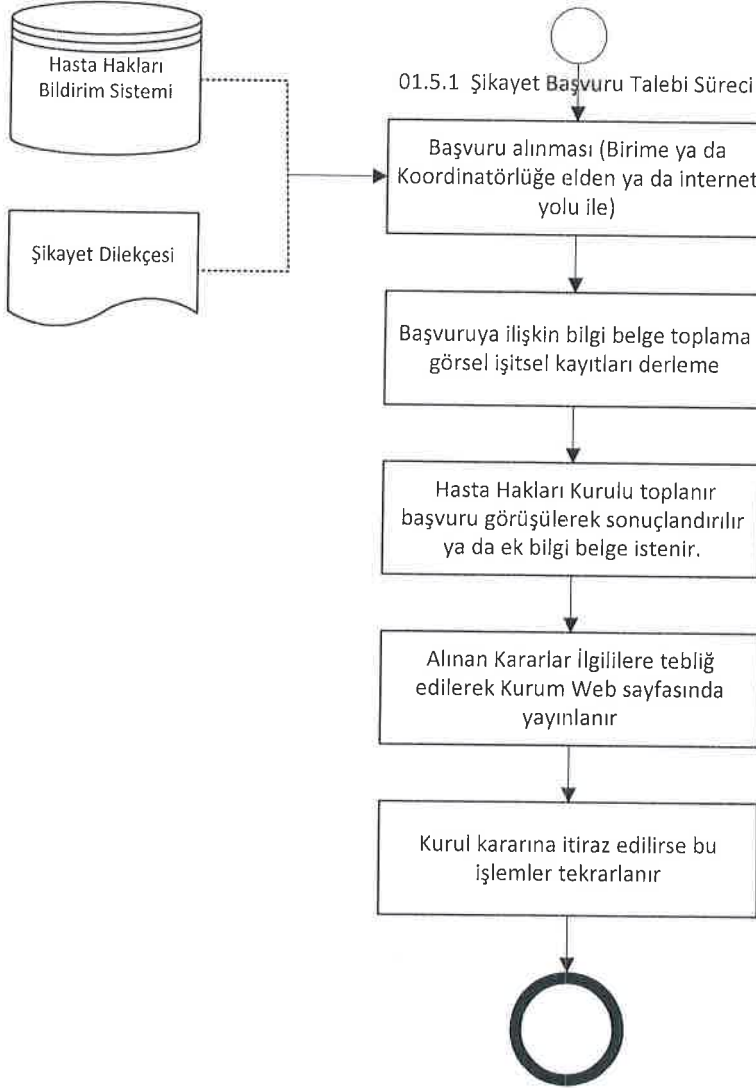 Hasta Hakları
Bildirim Sistemi
Şikayet Dilekçesi
01.5.1 Şikayet Başvuru Talebi Süreci
Başvuru alınması (Birime ya da
Koordinatörlüğe elden ya da internet
yolu ile)
Başvuruya ilişkin bilgi belge toplama
görsel işitsel kayıtları derleme
Hasta Hakları Kurulu toplanır
başvuru görüşülerek sonuçlandırılır
ya da ek bilgi belge istenir.
Alınan Kararlar İlgililere tebliğ
edilerek Kurum Web sayfasında
yayınlanır
Kurul kararına itiraz edilirse bu
işlemler tekrarlanır